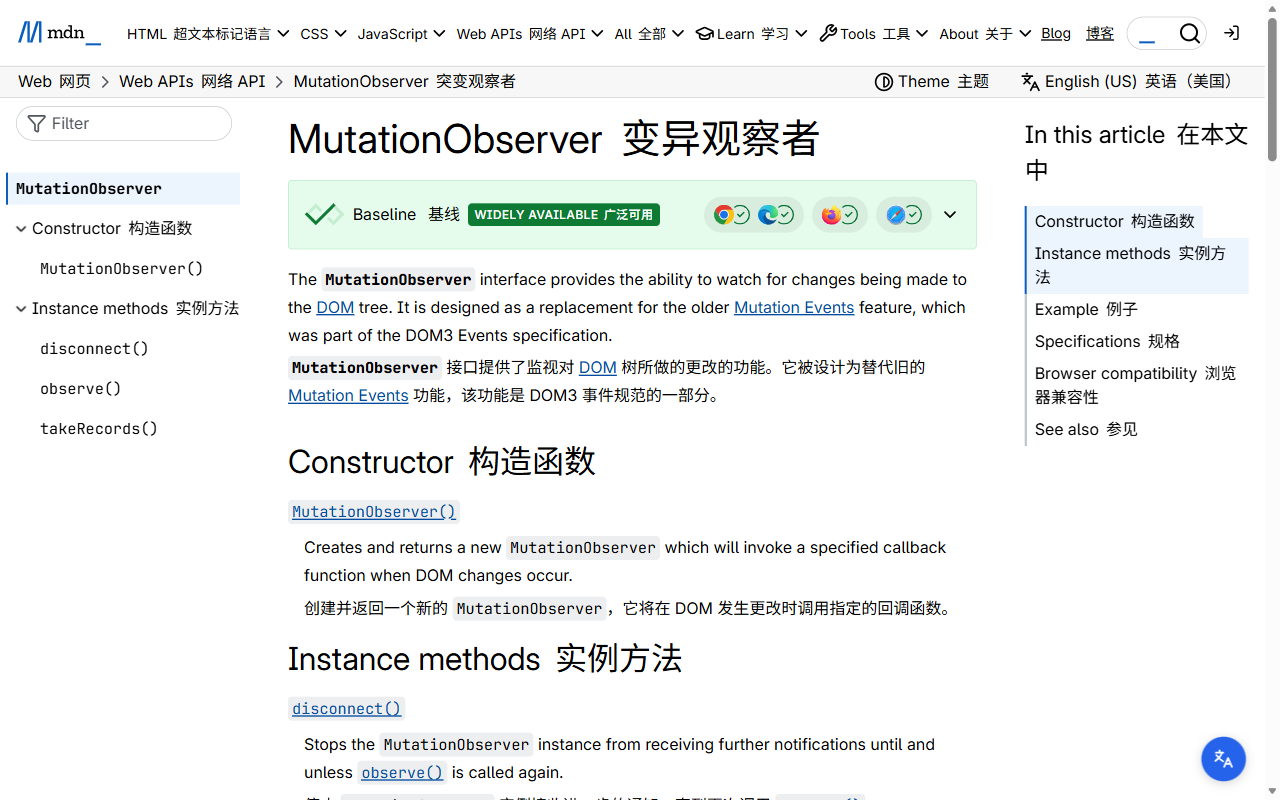 mdn_
HTML 超文本标记语言 CSS JavaScript Web APIs 网络 API All 全部 Learn 学习 Tools 工具 About 关于 Blog 博客
Web 网页 Web APIs 网络 API MutationObserver 突变观察者
Theme 主题 English (US) 英语（美国）
Filter
MutationObserver
Constructor 构造函数
MutationObserver()
Instance methods 实例方法
disconnect()
observe()
takeRecords()
MutationObserver 变异观察者
Baseline 基线 WIDELY AVAILABLE 广泛可用
The MutationObserver interface provides the ability to watch for changes being made to
the DOM tree. It is designed as a replacement for the older Mutation Events feature, which
was part of the DOM3 Events specification.
MutationObserver 接口提供了监视对 DOM 树所做的更改的功能。它被设计为替代旧的
Mutation Events 功能，该功能是 DOM3 事件规范的一部分。
Constructor 构造函数
MutationObserver()
Creates and returns a new MutationObserver which will invoke a specified callback
function when DOM changes occur.
创建并返回一个新的 MutationObserver，它将在 DOM 发生更改时调用指定的回调函数。
Instance methods 实例方法
disconnect()
Stops the MutationObserver instance from receiving further notifications until and
unless observe() is called again.
In this article 在本文
中
Constructor 构造函数
Instance methods 实例方
法
Example 例子
Specifications 规格
Browser compatibility 浏览
器兼容性
See also 参见